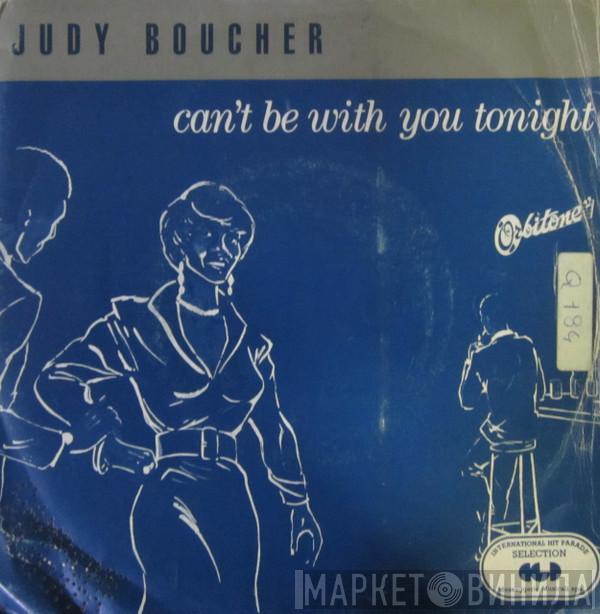 JUDY BOUCHER
can't be with you tonight
Orbitone
Q 184
INTERNATIONAL HIT PARADE
SELECTION
МАРКЕТ ВИНИЛА